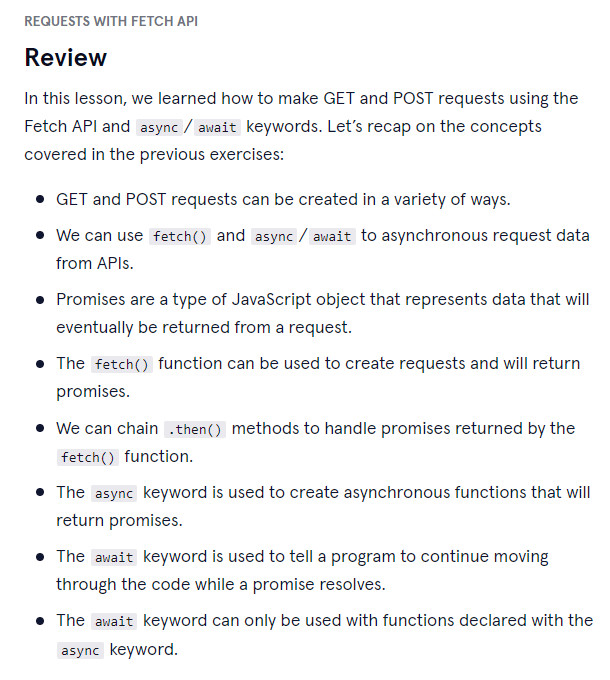 REQUESTS WITH FETCH API
Review
In this lesson, we learned how to make GET and POST requests using the
Fetch API and async/await keywords. Let's recap on the concepts
covered in the previous exercises:
• GET and POST requests can be created in a variety of ways.
• We can use fetch() and async/await to asynchronous request data
from APIs.
• Promises are a type of JavaScript object that represents data that will
eventually be returned from a request.
• The fetch() function can be used to create requests and will return
promises.
• We can chain .then() methods to handle promises returned by the
fetch() function.
• The async keyword is used to create asynchronous functions that will
return promises.
• The await keyword is used to tell a program to continue moving
through the code while a promise resolves.
• The await keyword can only be used with functions declared with the
async keyword.